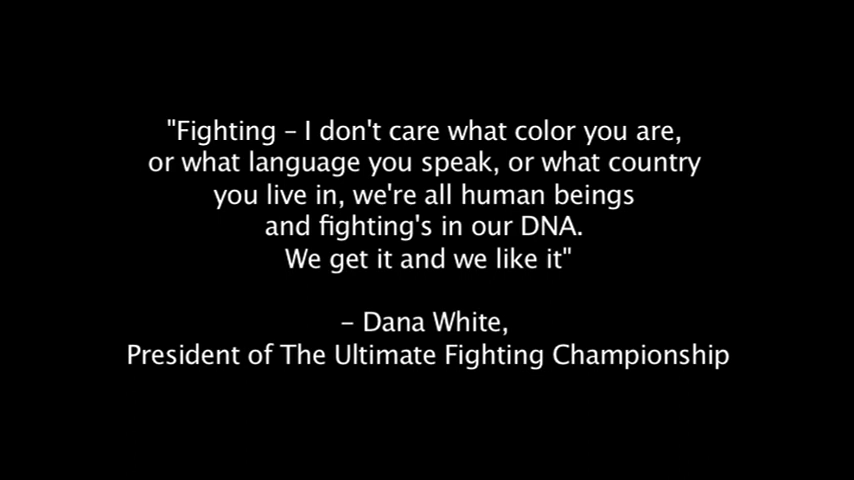 "Fighting – I don't care what color you are,
or what language you speak, or what country
you live in, we're all human beings
and fighting's in our DNA.
We get it and we like it"
– Dana White,
President of The Ultimate Fighting Championship